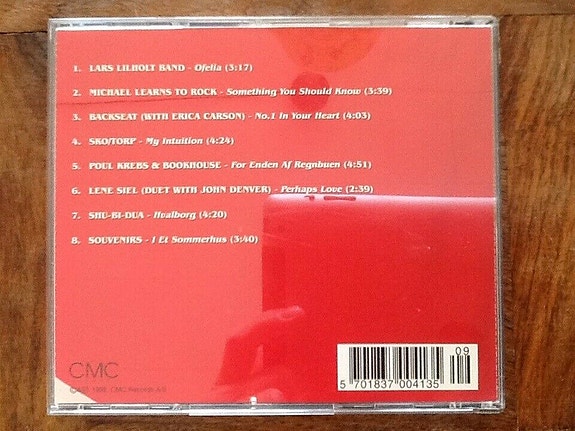 1. LARS LILHOLT BAND - Ofelia (3:17)
2. MICHAEL LEARNS TO ROCK - Something You Should Know (3:39)
3. BACKSEAT (WITH ERICA CARSON) - No.1 In Your Heart (4:03)
4. SKO/TORP - My Intuition (4:24)
5. POUL KREBS & BOOKHOUSE - For Enden Af Regnbuen (4:51)
6. LENE SIEL (DUET WITH JOHN DENVER) - Perhaps Love (2:39)
7. SHU-BI-DUA - Hvalborg (4:20)
8. SOUVENIRS - I Et Sommerhus (3:40)
CMC
CMC Records A/S
09
5 701837 004135